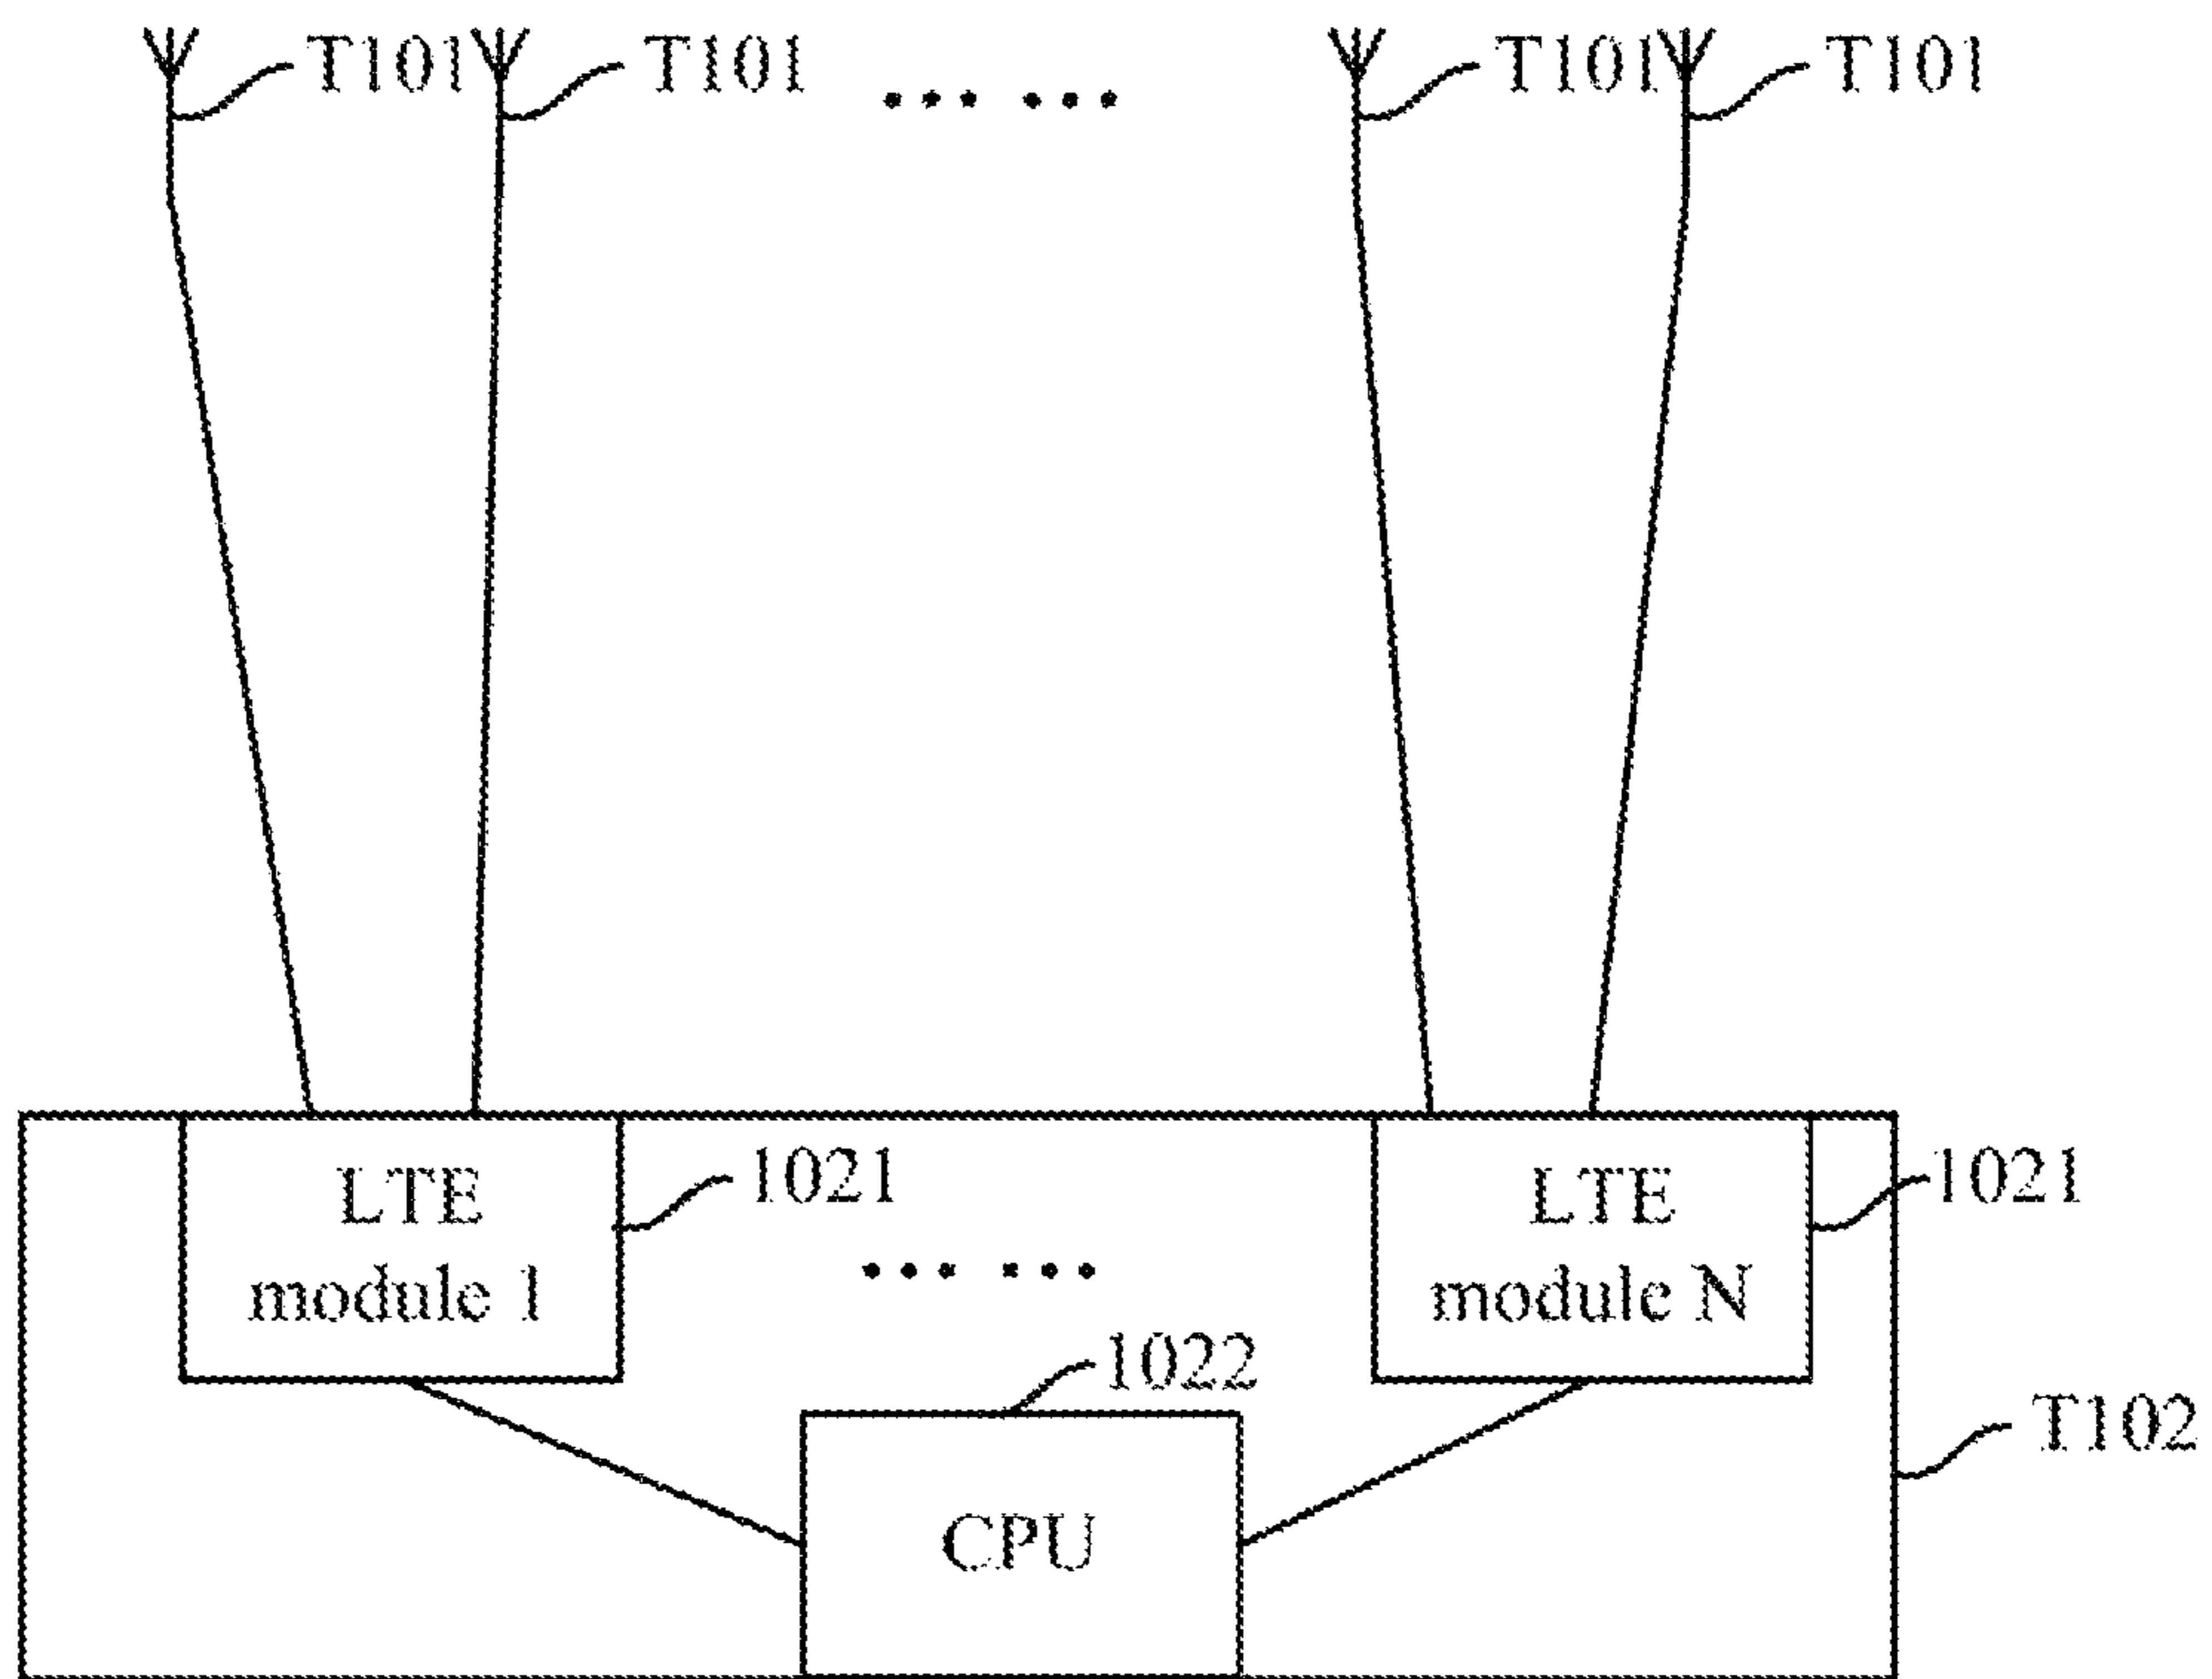 T101 T101 ... ... T101 T101
LTE
module 1
1021
... ...
LTE
module N
1021
1022
CPU
T102